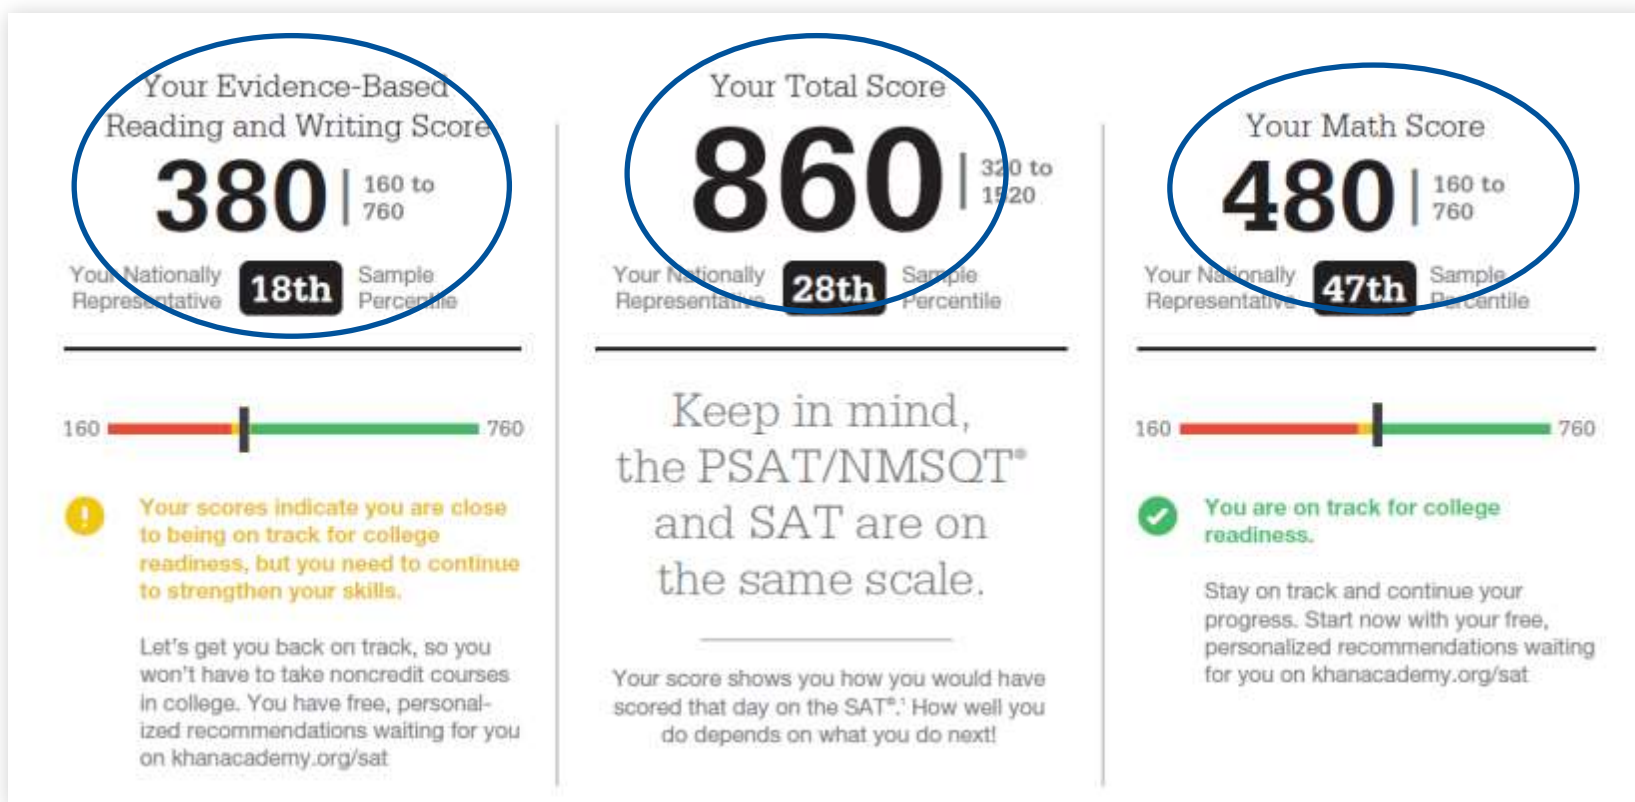 Your Evidence-Based
Reading and Writing Score
380
160 to
760
Your Nationally
Representative
18th
Sample
Percentile
160
760
Your scores indicate you are close
to being on track for college
readiness, but you need to continue
to strengthen your skills.
Let's get you back on track, so you
won't have to take noncredit courses
in college. You have free, personal-
ized recommendations waiting for you
on khanacademy.org/sat
Your Total Score
860
320 to
1520
Your Nationally
Representative
28th
Sample
Percentile
Keep in mind,
the PSAT/NMSQT®
and SAT are on
the same scale.
Your score shows you how you would have
scored that day on the SAT®.¹ How well you
do depends on what you do next!
Your Math Score
480
160 to
760
Your Nationally
Representative
47th
Sample
Percentile
160
760
You are on track for college
readiness.
Stay on track and continue your
progress. Start now with your free,
personalized recommendations waiting
for you on khanacademy.org/sat